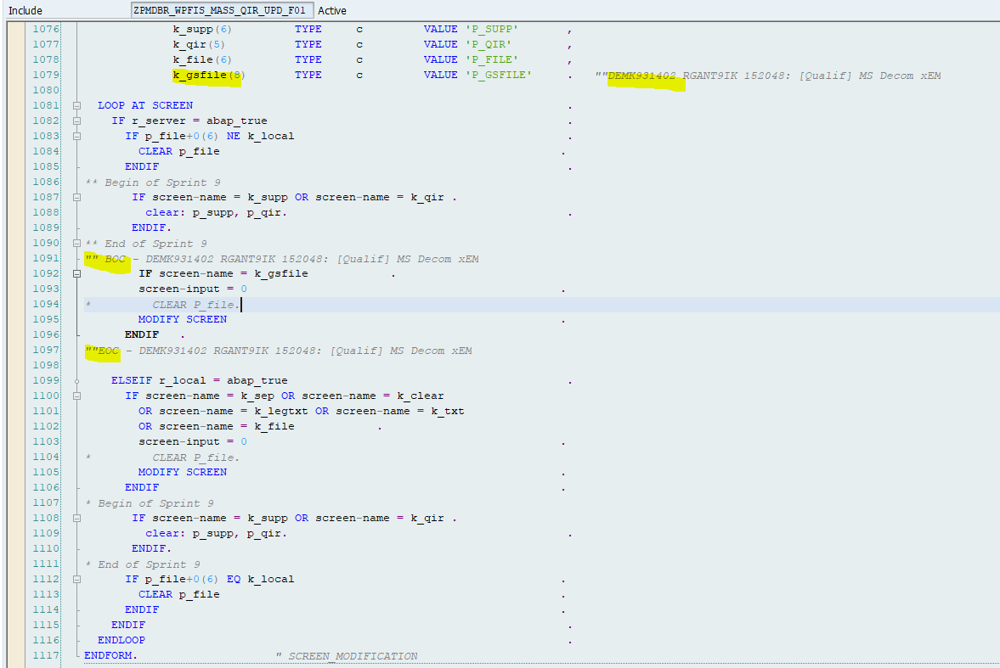 Include ZPMDBR_WPFIS_MASS_QIR_UPD_F01 Active
1076 k_supp(6) TYPE c VALUE 'P_SUPP' ,
1077 k_qir(5) TYPE c VALUE 'P_QIR' ,
1078 k_file(6) TYPE c VALUE 'P_FILE' ,
1079 k_gsfile(8) TYPE c VALUE 'P_GSFILE' . ""DEMK931402 RGANT9IK 152048: [Qualif] MS Decom xEM
1080
1081 LOOP AT SCREEN .
1082 IF r_server = abap_true .
1083 IF p_file+0(6) NE k_local .
1084 CLEAR p_file .
1085 ENDIF .
1086 ** Begin of Sprint 9
1087 IF screen-name = k_supp OR screen-name = k_qir .
1088 clear: p_supp, p_qir. .
1089 ENDIF.
1090 ** End of Sprint 9
1091 "" BOC - DEMK931402 RGANT9IK 152048: [Qualif] MS Decom xEM
1092 IF screen-name = k_gsfile .
1093 screen-input = 0 .
1094 * CLEAR P_file.
1095 MODIFY SCREEN .
1096 ENDIF .
1097 ""EOC - DEMK931402 RGANT9IK 152048: [Qualif] MS Decom xEM
1098
1099 ELSEIF r_local = abap_true .
1100 IF screen-name = k_sep OR screen-name = k_clear
1101 OR screen-name = k_legtxt OR screen-name = k_txt
1102 OR screen-name = k_file .
1103 screen-input = 0 .
1104 * CLEAR P_file.
1105 MODIFY SCREEN .
1106 ENDIF .
1107 * Begin of Sprint 9
1108 IF screen-name = k_supp OR screen-name = k_qir .
1109 clear: p_supp, p_qir. .
1110 ENDIF.
1111 * End of Sprint 9
1112 IF p_file+0(6) EQ k_local .
1113 CLEAR p_file .
1114 ENDIF .
1115 ENDIF .
1116 ENDLOOP .
1117 ENDFORM. " SCREEN_MODIFICATION